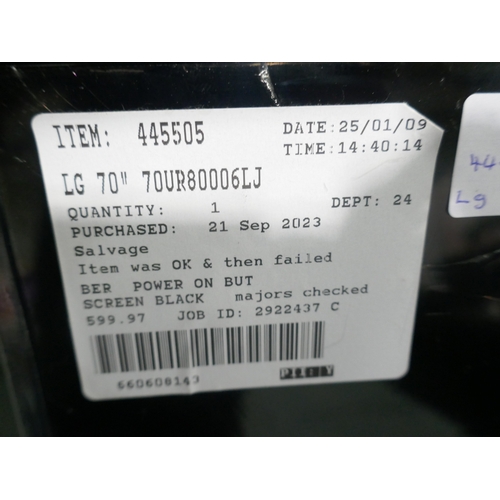 ITEM: 445505 DATE:25/01/09
TIME:14:40:14
LG 70" 70UR80006LJ
QUANTITY: 1 DEPT: 24
PURCHASED: 21 Sep 2023
Salvage
Item was OK & then failed
BER POWER ON BUT
SCREEN BLACK majors checked
599.97 JOB ID: 2922437 C
660608143
44
Lg